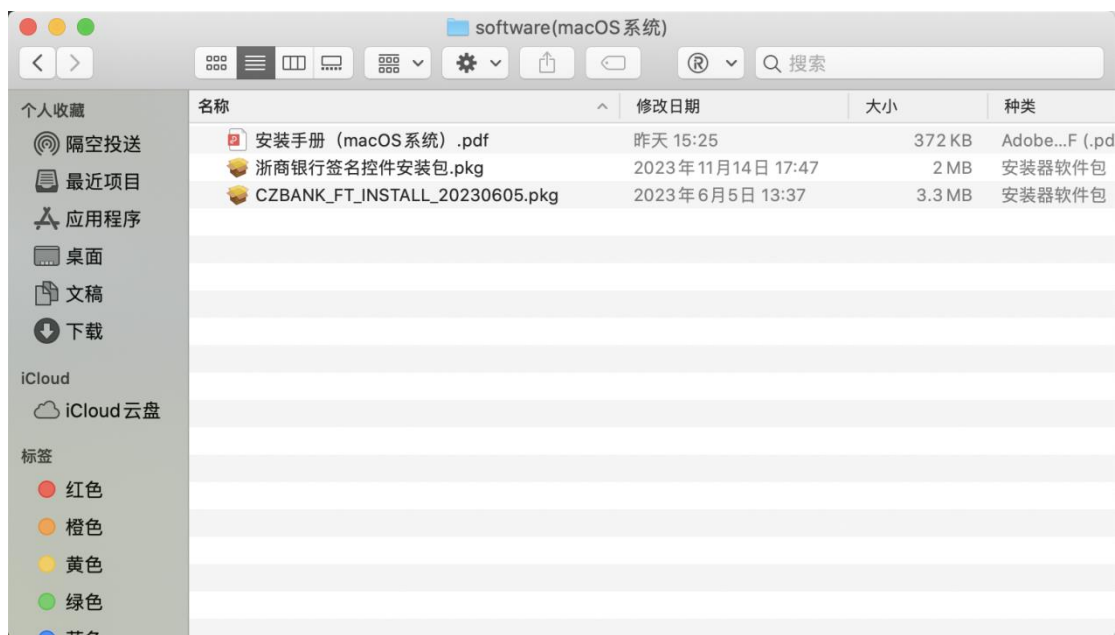 software(macOS系统)
搜索
个人收藏
隔空投送
最近项目
应用程序
桌面
文稿
下载
iCloud
iCloud云盘
标签
红色
橙色
黄色
绿色
名称 修改日期 大小 种类
安装手册（macOS系统）.pdf 昨天 15:25 372 KB Adobe...F (.pd
浙商银行签名控件安装包.pkg 2023年11月14日 17:47 2 MB 安装器软件包
CZBANK_FT_INSTALL_20230605.pkg 2023年6月5日 13:37 3.3 MB 安装器软件包